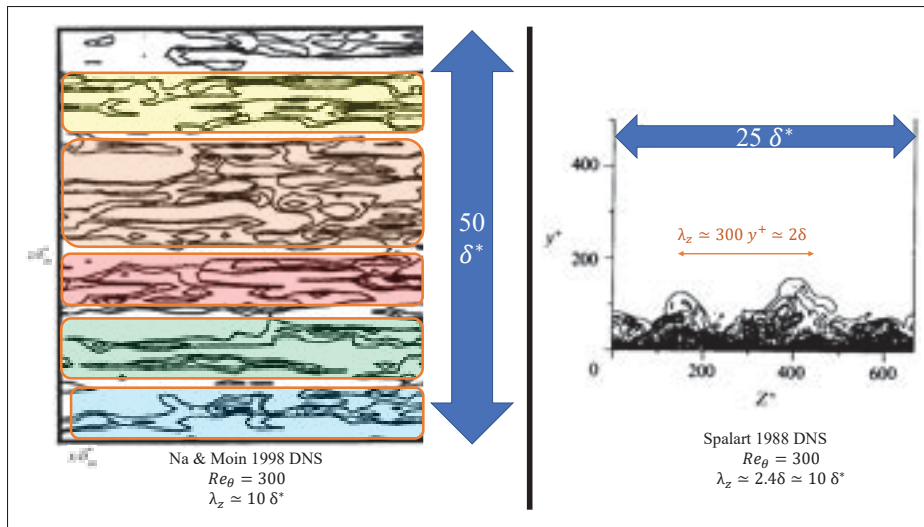 50
δ*
Na & Moin 1998 DNS
Re_θ = 300
λ_z ≃ 10 δ*
25 δ*
400
y⁺
λ_z ≃ 300 y⁺ ≃ 2δ
200
0
0
200
400
600
Z⁺
Spalart 1988 DNS
Re_θ = 300
λ_z ≃ 2.4δ ≃ 10 δ*